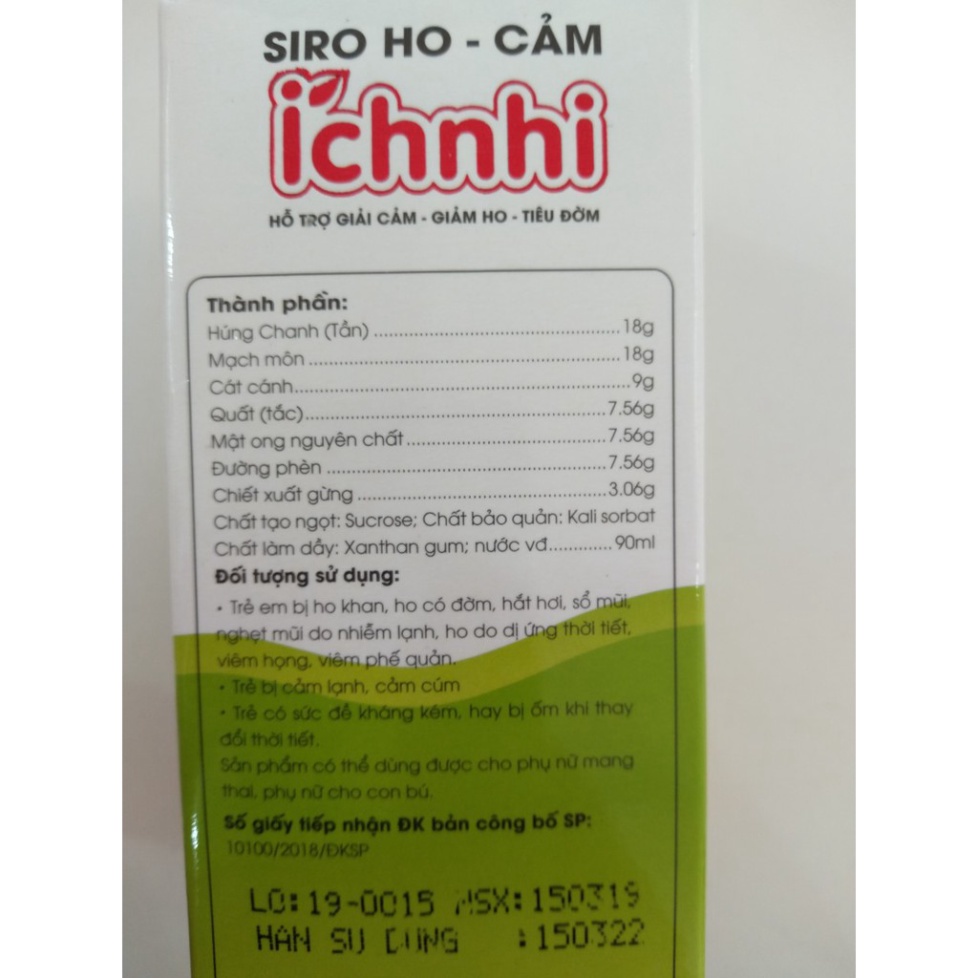 SIRO HO - CẢM
ichnhi
HỖ TRỢ GIẢI CẢM - GIẢM HO - TIÊU ĐỜM
Thành phần:
Húng Chanh (Tần) ........................................ 18g
Mạch môn ........................................ 18g
Cát cánh ........................................ 9g
Quất (tắc) ........................................ 7.56g
Mật ong nguyên chất ........................................ 7.56g
Đường phèn ........................................ 7.56g
Chiết xuất gừng ........................................ 3.06g
Chất tạo ngọt: Sucrose; Chất bảo quản: Kali sorbat
Chất làm dầy: Xanthan gum; nước vđ............. 90ml
Đối tượng sử dụng:
• Trẻ em bị ho khan, ho có đờm, hắt hơi, sổ mũi,
nghẹt mũi do nhiễm lạnh, ho do dị ứng thời tiết,
viêm họng, viêm phế quản.
• Trẻ bị cảm lạnh, cảm cúm
• Trẻ có sức đề kháng kém, hay bị ốm khi thay
đổi thời tiết.
Sản phẩm có thể dùng được cho phụ nữ mang
thai, phụ nữ cho con bú.
Số giấy tiếp nhận ĐK bản công bố SP:
10100/2018/ĐKSP
LO: 19-0015 NSX: 150319
HAN SU DUNG : 150322